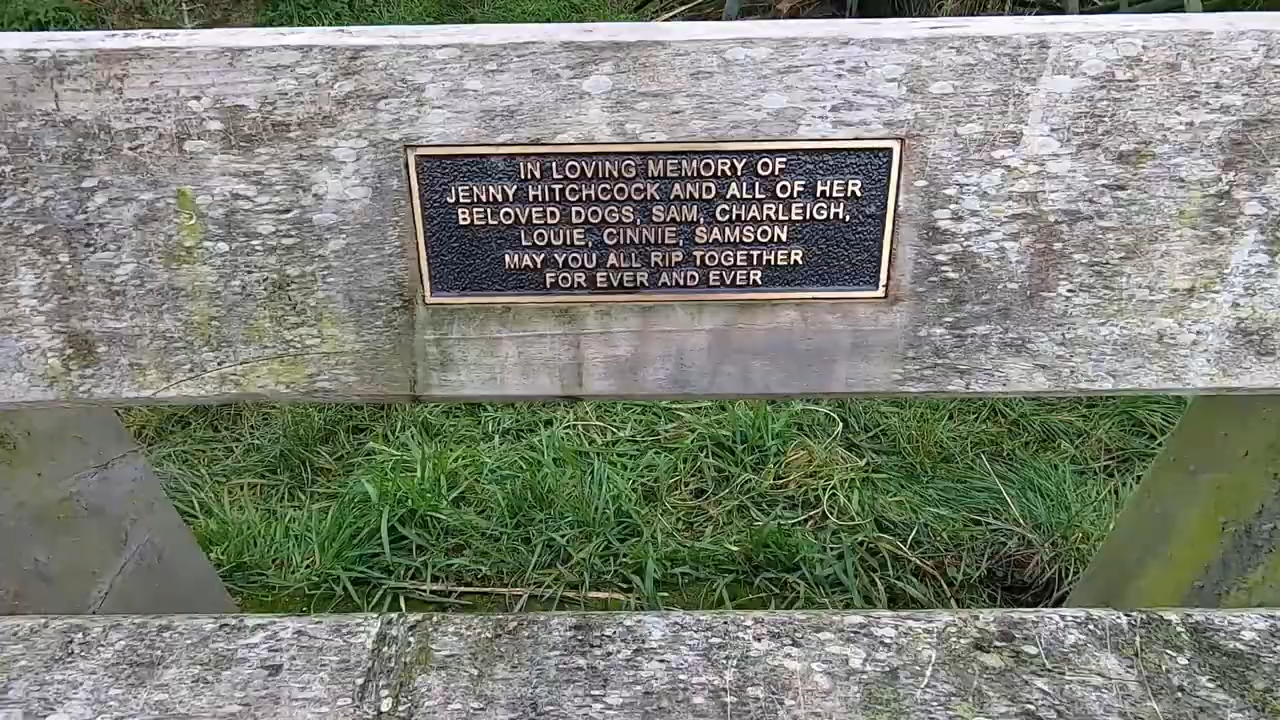 IN LOVING MEMORY OF
JENNY HITCHCOCK AND ALL OF HER
BELOVED DOGS, SAM, CHARLEIGH,
LOUIE, CINNIE, SAMSON
MAY YOU ALL RIP TOGETHER
FOR EVER AND EVER